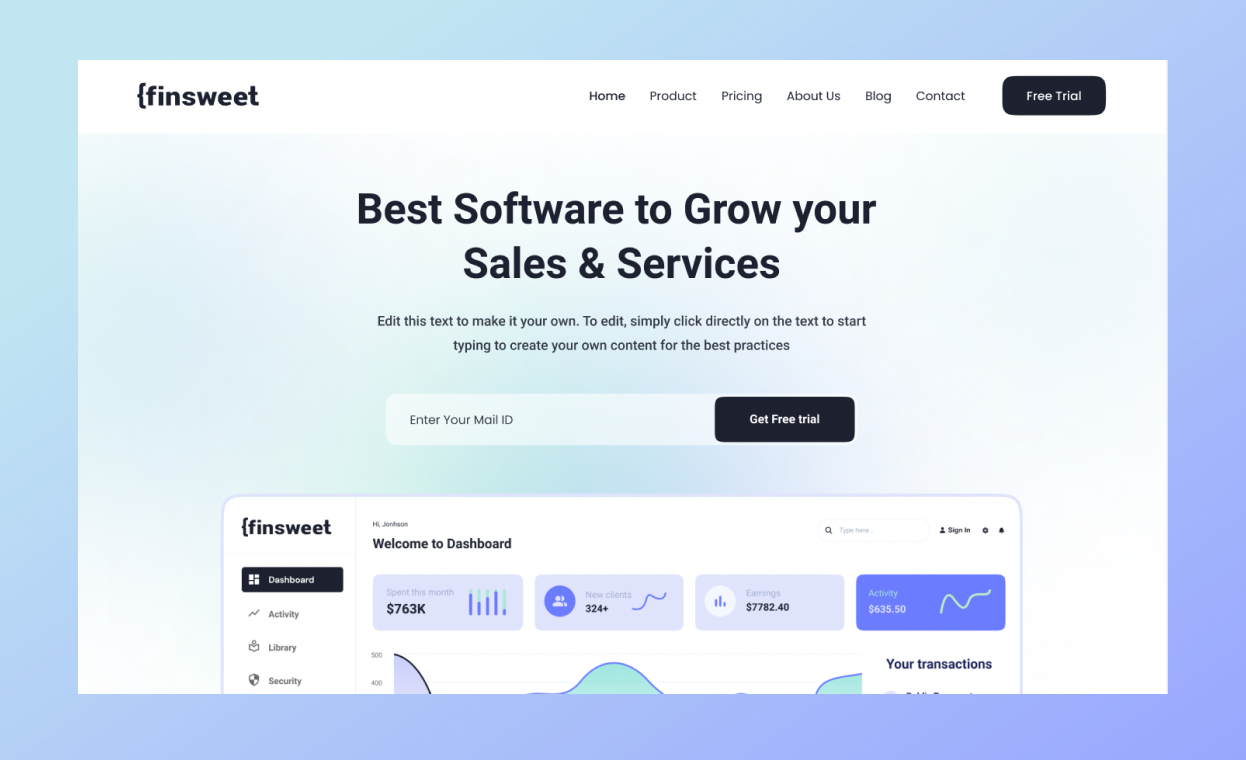 {finsweet
Home Product Pricing About Us Blog Contact Free Trial
Best Software to Grow your
Sales & Services
Edit this text to make it your own. To edit, simply click directly on the text to start
typing to create your own content for the best practices
Enter Your Mail ID
Get Free trial
{finsweet
Hi, Jonhson
Welcome to Dashboard
Type here...
Sign In
Dashboard
Activity
Library
Security
Spent this month
$763K
New clients
324+
Earnings
$7782.40
Activity
$635.50
500
400
Your transactions